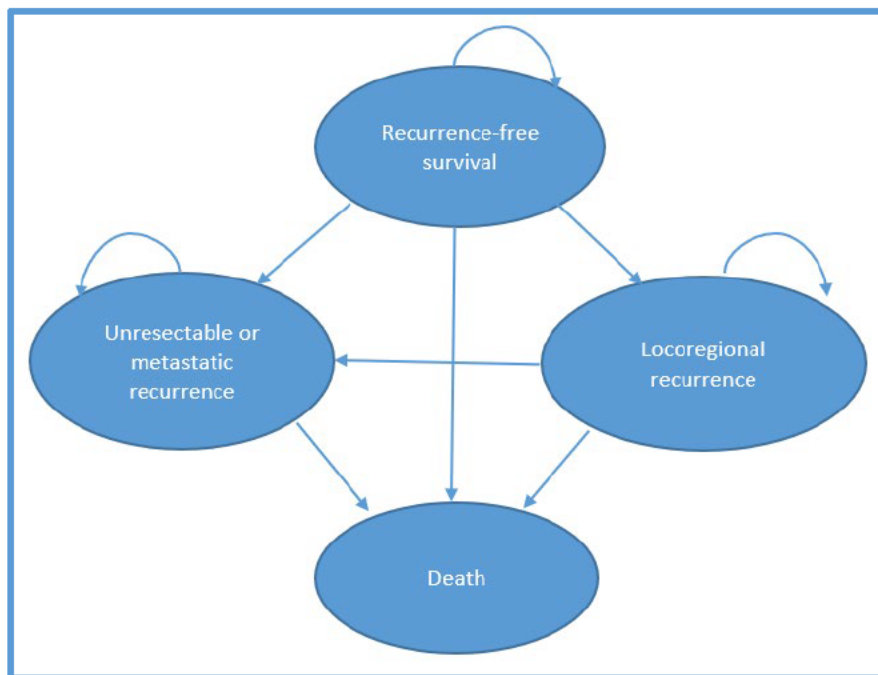 Recurrence-free
survival
Unresectable or
metastatic
recurrence
Locoregional
recurrence
Death